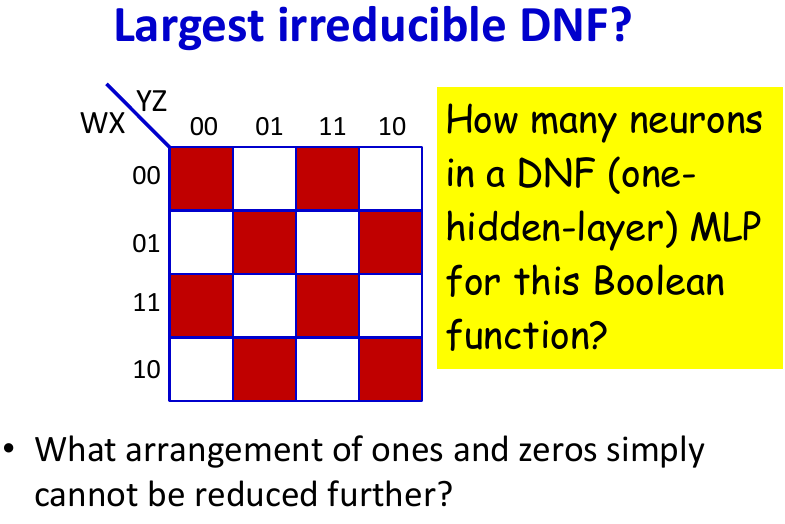 Largest irreducible DNF?
YZ
WX
00 01 11 10
00
01
11
10
How many neurons
in a DNF (one-
hidden-layer) MLP
for this Boolean
function?
• What arrangement of ones and zeros simply
cannot be reduced further?